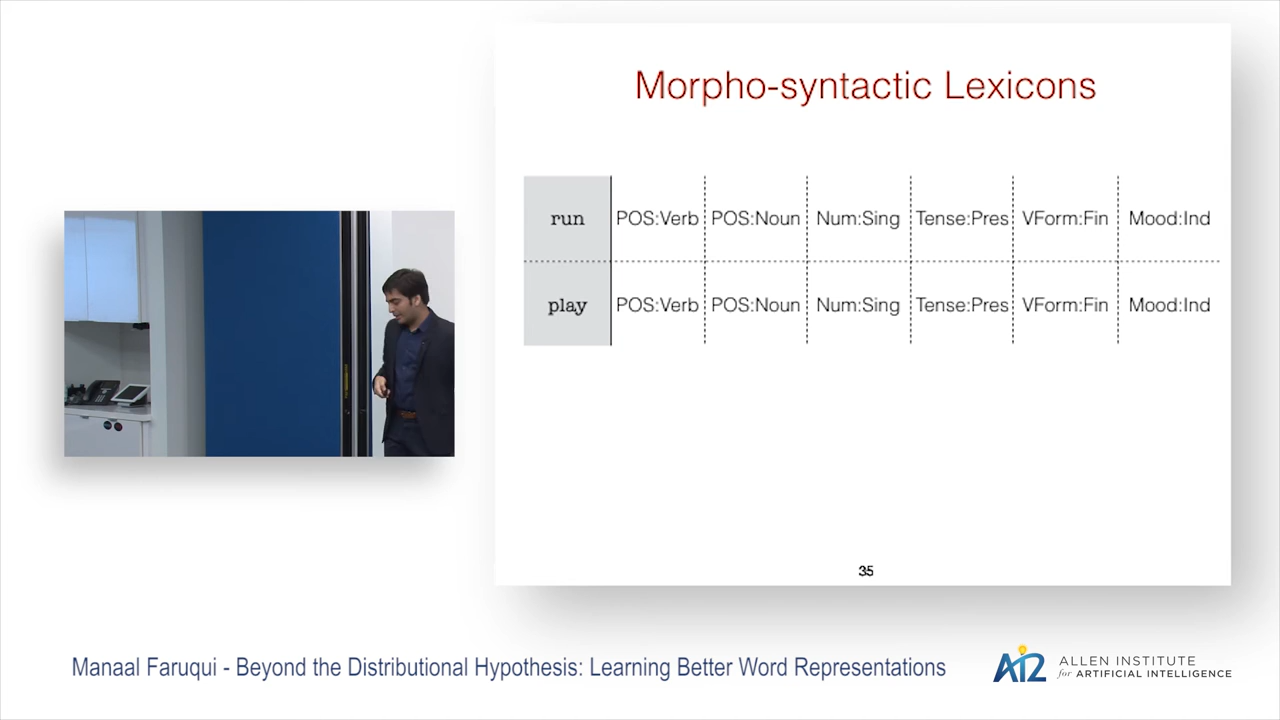 Morpho-syntactic Lexicons
run POS:Verb POS:Noun Num:Sing Tense:Pres VForm:Fin Mood:Ind
play POS:Verb POS:Noun Num:Sing Tense:Pres VForm:Fin Mood:Ind
35
Manaal Faruqui - Beyond the Distributional Hypothesis: Learning Better Word Representations
AI2 ALLEN INSTITUTE
for ARTIFICIAL INTELLIGENCE